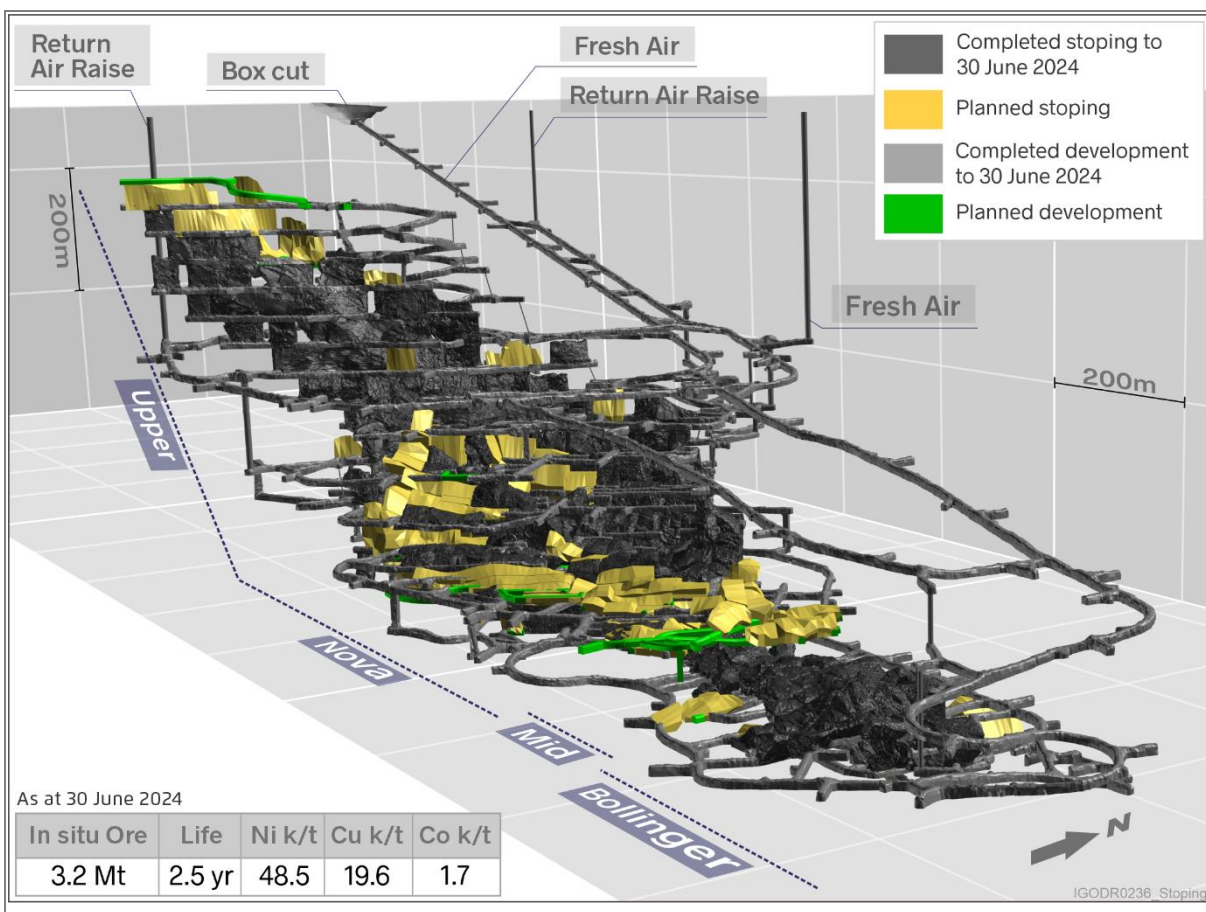 Return
Air Raise
Box cut
Fresh Air
Return Air Raise
Completed stoping to
30 June 2024
Planned stoping
Completed development
to 30 June 2024
Planned development
200m
Fresh Air
200m
Upper
Nova
Mid
Bollinger
As at 30 June 2024
In situ Ore Life Ni k/t Cu k/t Co k/t
3.2 Mt 2.5 yr 48.5 19.6 1.7
N
IGODR0236_Stoping